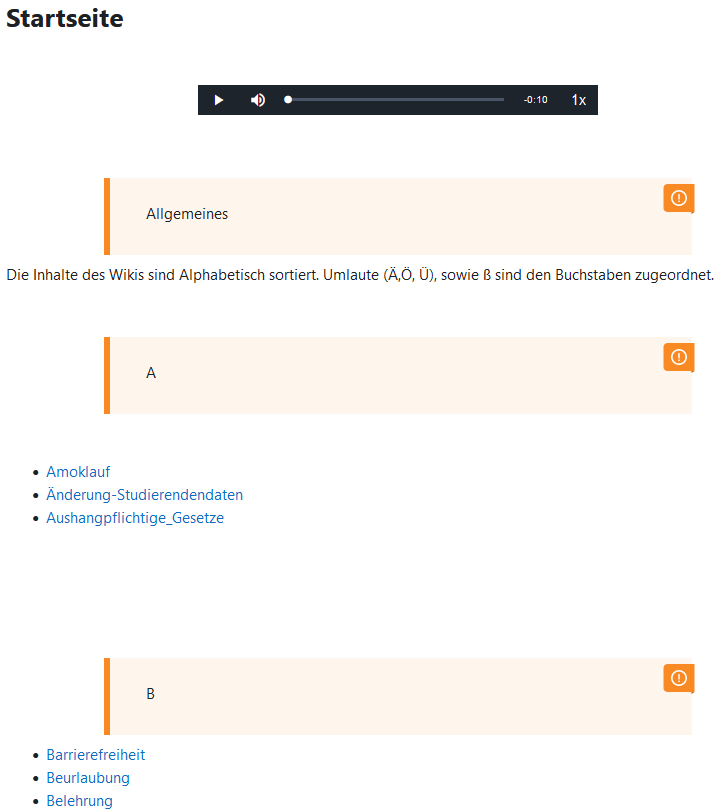 Startseite
-0:10 1x
Allgemeines
Die Inhalte des Wikis sind Alphabetisch sortiert. Umlaute (Ä,Ö, Ü), sowie ß sind den Buchstaben zugeordnet.
A
Amoklauf
Änderung-Studierendendaten
Aushangpflichtige_Gesetze
B
Barrierefreiheit
Beurlaubung
Belehrung